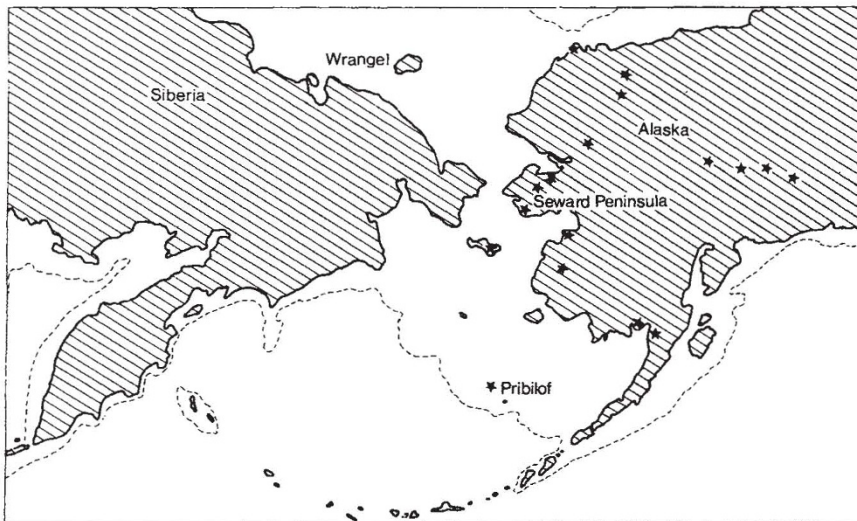 Wrangel
Siberia
Alaska
Seward Peninsula
Pribilof